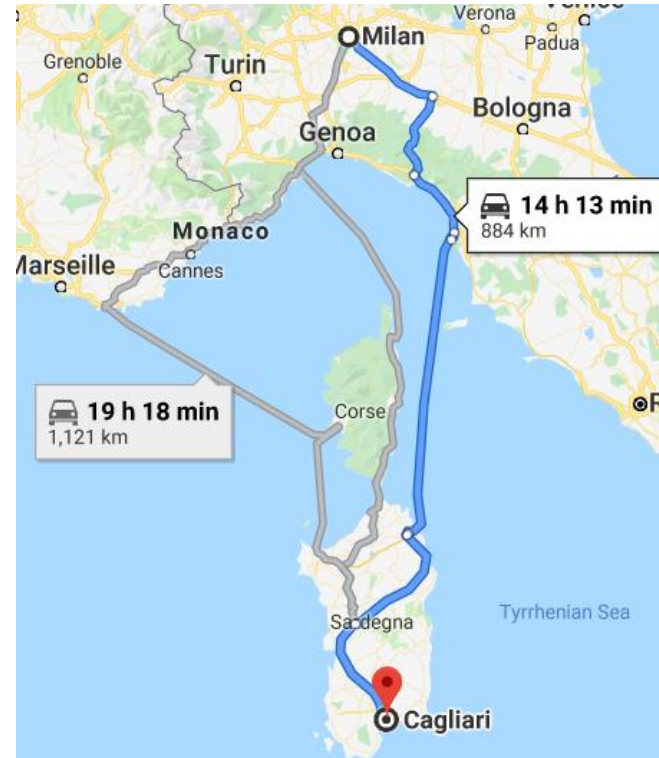 Verona
Milan
Grenoble
Padua
Turin
Bologna
Genoa
14 h 13 min
884 km
Monaco
Marseille
Cannes
19 h 18 min
1,121 km
Corse
Tyrrhenian Sea
Sardegna
Cagliari